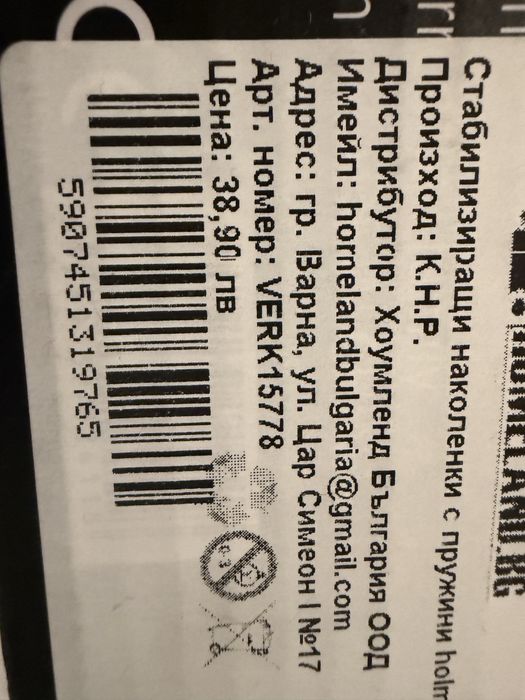 HOMELAND.BG
Стабилизиращи наколенки с пружини
Произход: К.Н.Р.
Дистрибутор: Хоумленд България ООД
Имейл: homelandbulgaria@gmail.com
Адрес: гр. Варна, ул. Цар Симеон I №17
Арт. номер: VERK15778
Цена: 38,90 лв
5907451319765